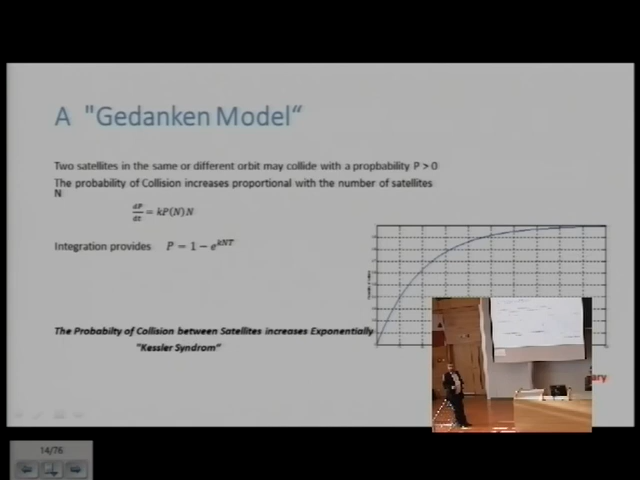 A "Gedanken Model“
Two satellites in the same or different orbit may collide with a propbability P > 0
The probability of Collision increases proportional with the number of satellites
N
dP/dt = kP(N)N
Integration provides P = 1 − e^kNT
The Probabilty of Collision between Satellites increases Exponentially
"Kessler Syndrom“
14/76